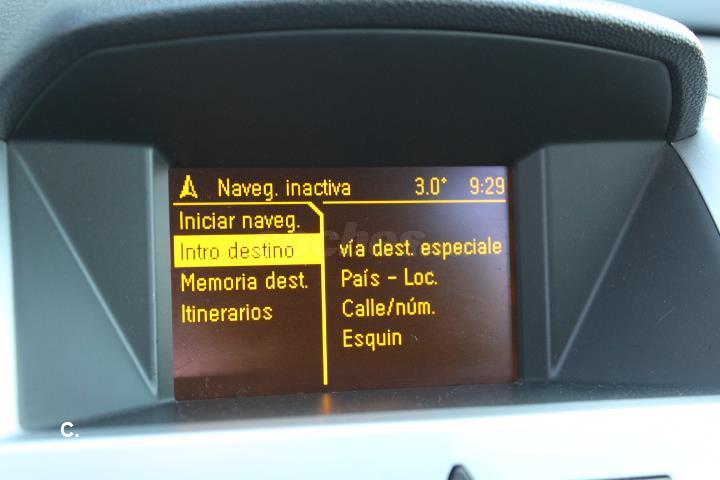 Naveg. inactiva 3.0° 9:29
Iniciar naveg.
Intro destino
Memoria dest.
Itinerarios
vía dest. especiale
País - Loc.
Calle/núm.
Esquin
C.